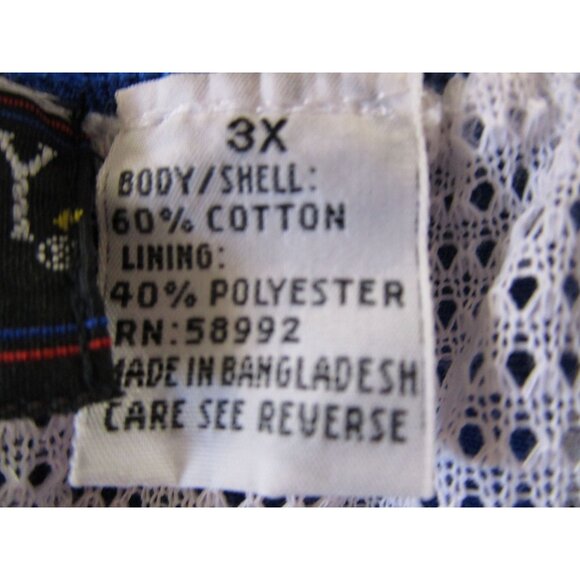 3X
BODY/SHELL:
60% COTTON
LINING:
40% POLYESTER
RN:58992
MADE IN BANGLADESH
CARE SEE REVERSE
Y